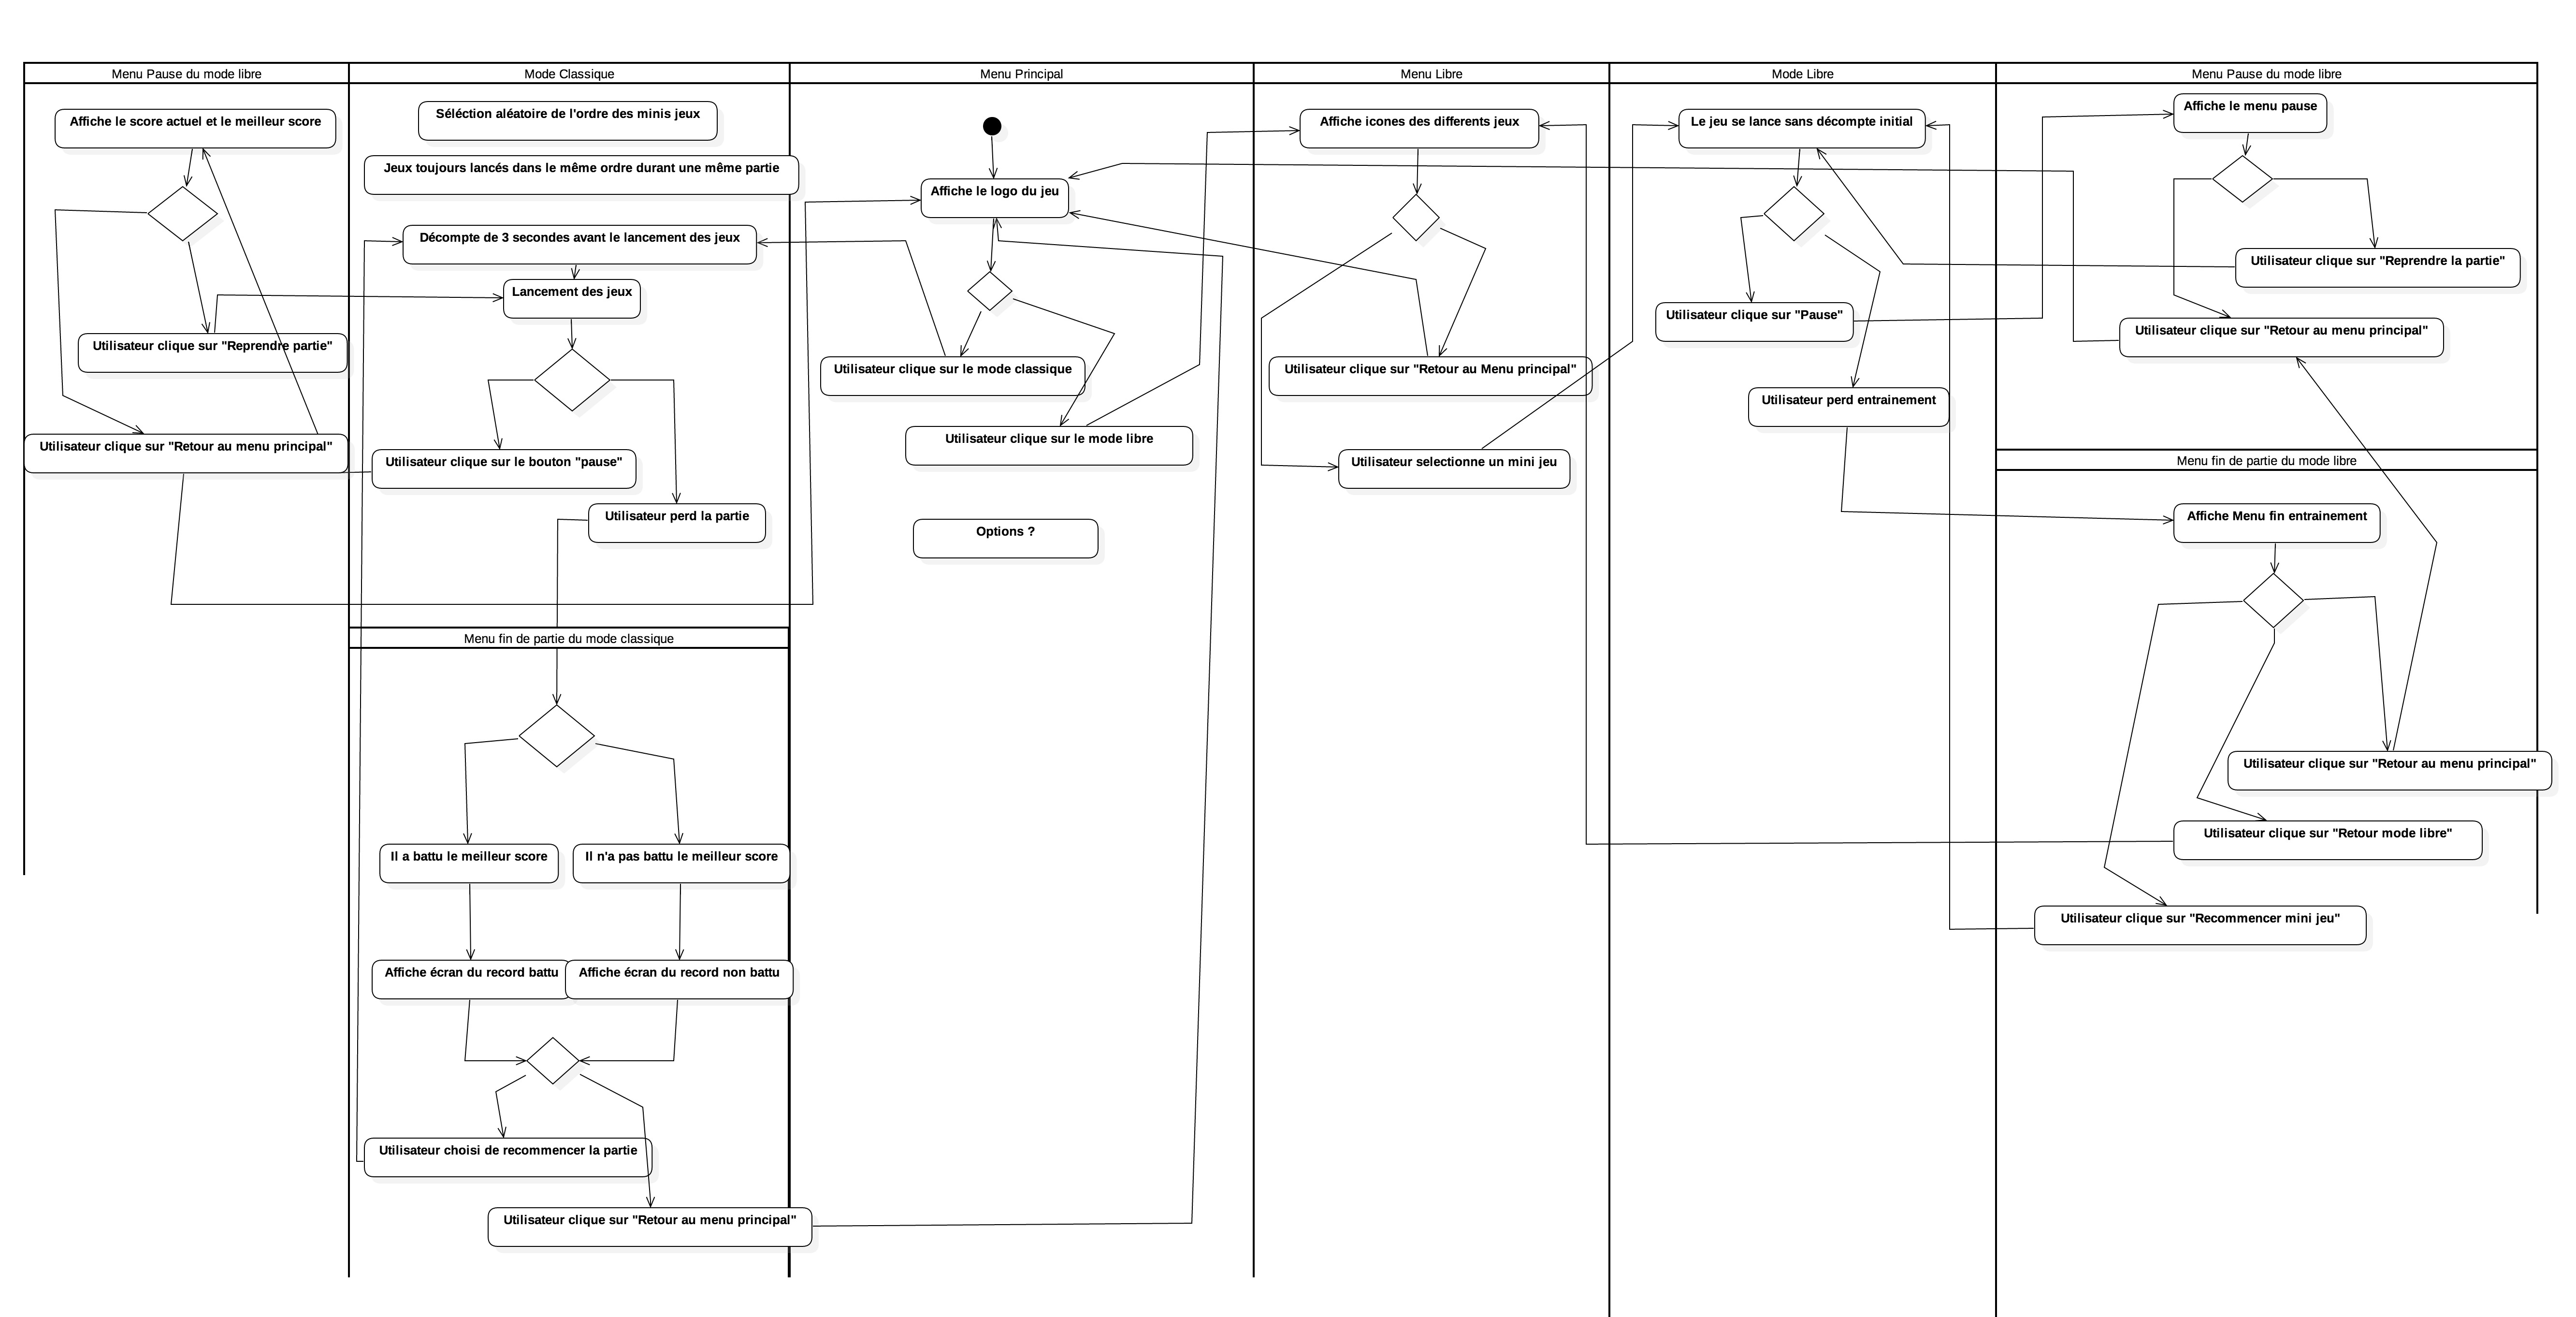 Menu Pause du mode libre
Affiche le score actuel et le meilleur score
Utilisateur clique sur "Reprendre partie"
Utilisateur clique sur "Retour au menu principal"
Mode Classique
Séléction aléatoire de l'ordre des minis jeux
Jeux toujours lancés dans le même ordre durant une même partie
Décompte de 3 secondes avant le lancement des jeux
Lancement des jeux
Utilisateur clique sur le bouton "pause"
Utilisateur perd la partie
Menu fin de partie du mode classique
Il a battu le meilleur score
Il n'a pas battu le meilleur score
Affiche écran du record battu
Affiche écran du record non battu
Utilisateur choisi de recommencer la partie
Utilisateur clique sur "Retour au menu principal"
Menu Principal
Affiche le logo du jeu
Utilisateur clique sur le mode classique
Utilisateur clique sur le mode libre
Options ?
Menu Libre
Affiche icones des differents jeux
Utilisateur clique sur "Retour au Menu principal"
Utilisateur selectionne un mini jeu
Mode Libre
Le jeu se lance sans décompte initial
Utilisateur clique sur "Pause"
Utilisateur perd entrainement
Menu Pause du mode libre
Affiche le menu pause
Utilisateur clique sur "Reprendre la partie"
Utilisateur clique sur "Retour au menu principal"
Menu fin de partie du mode libre
Affiche Menu fin entrainement
Utilisateur clique sur "Retour au menu principal"
Utilisateur clique sur "Retour mode libre"
Utilisateur clique sur "Recommencer mini jeu"